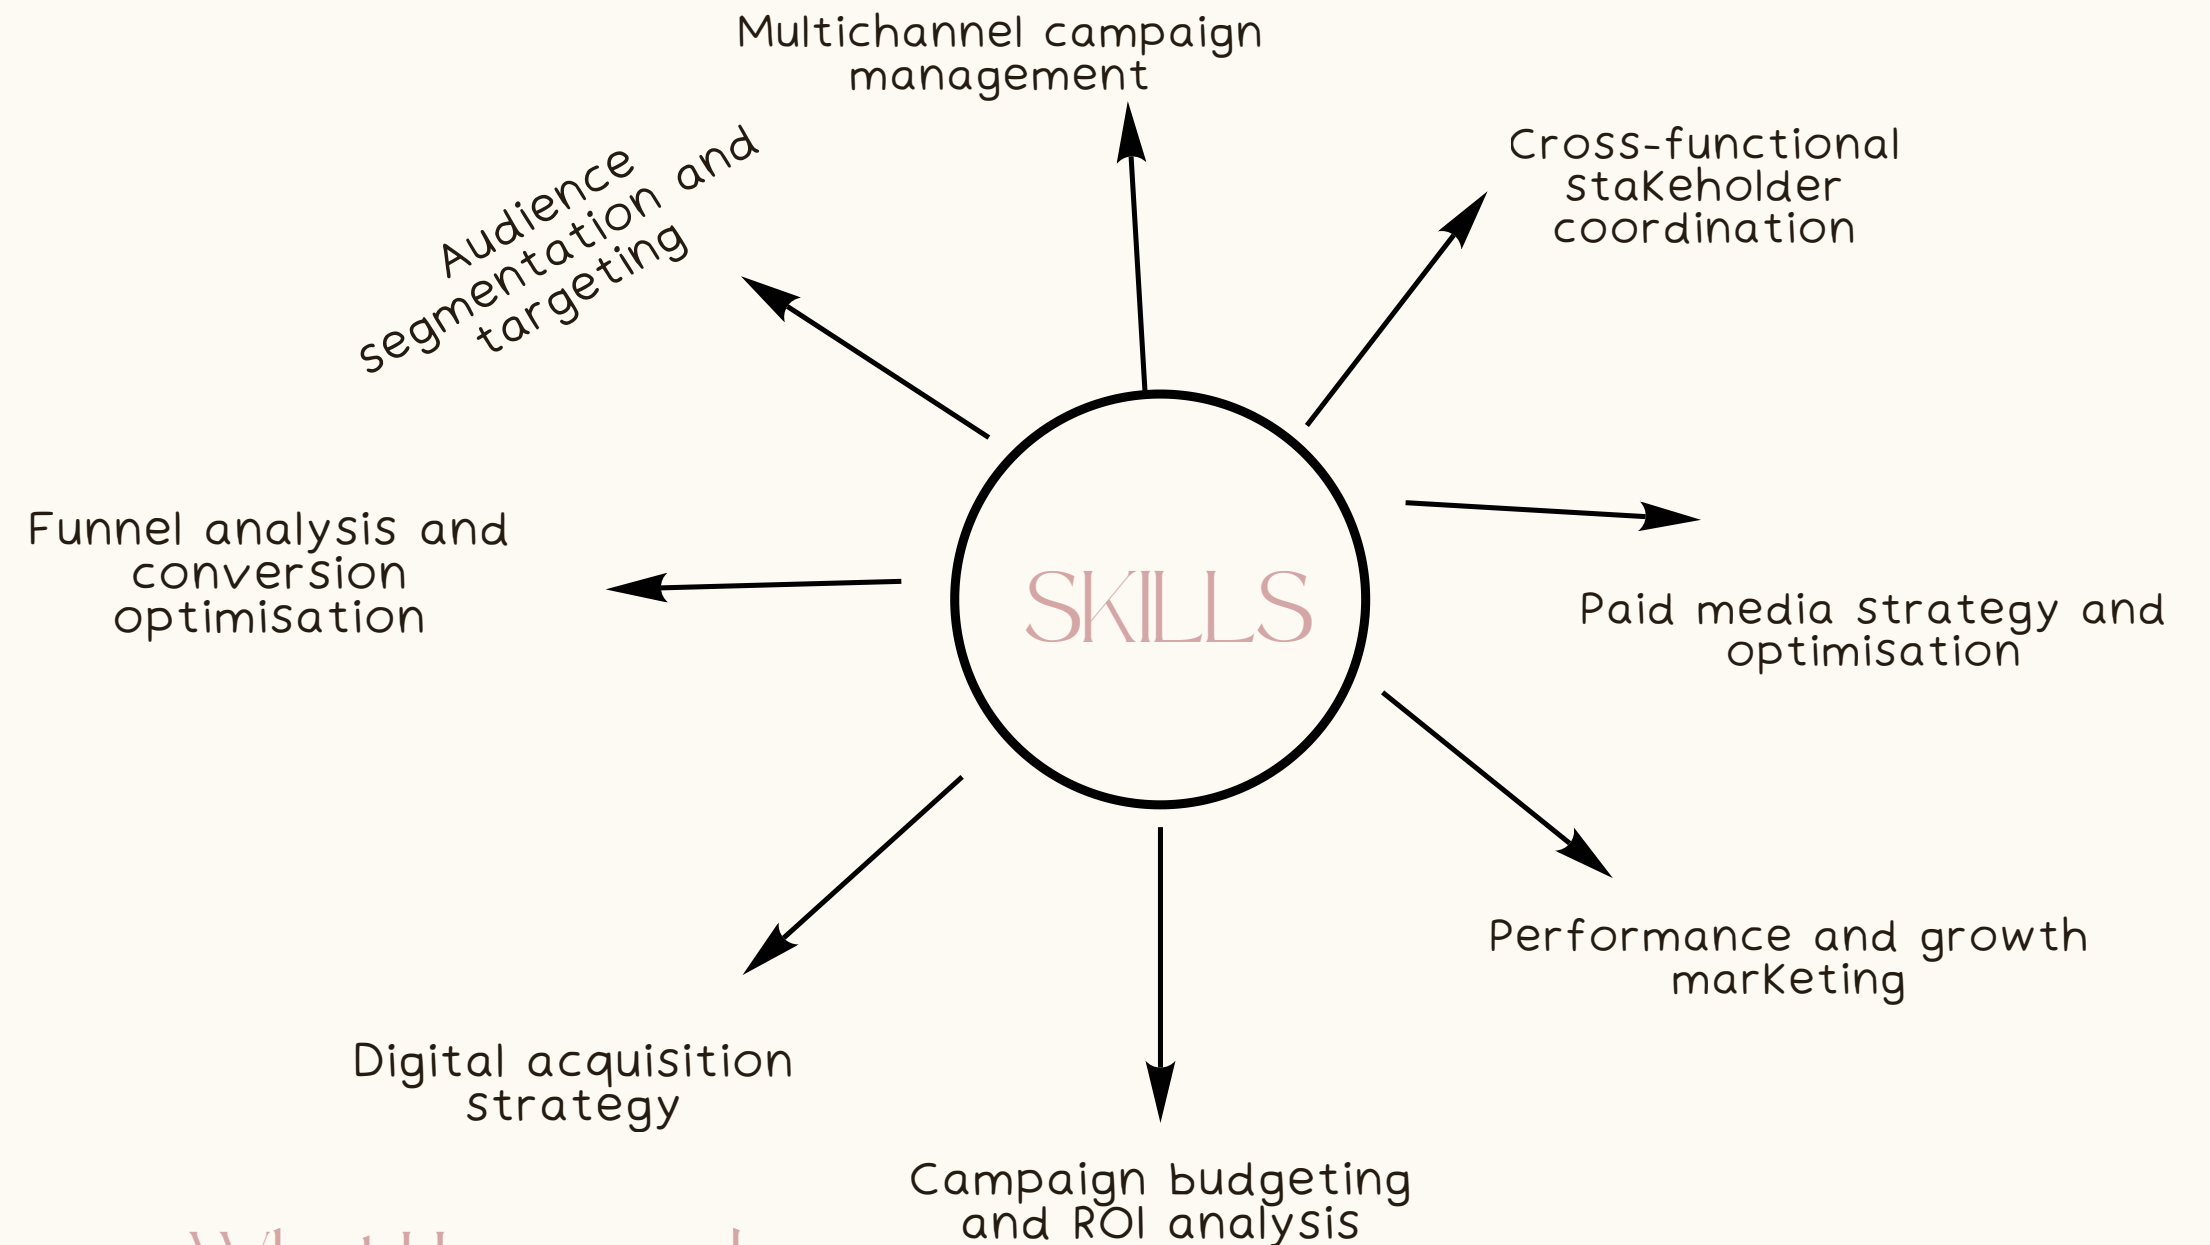 Multichannel campaign
management
Cross-functional
stakeholder
coordination
Audience
segmentation and
targeting
Funnel analysis and
conversion
optimisation
SKILLS
Paid media strategy and
optimisation
Performance and growth
marketing
Digital acquisition
strategy
Campaign budgeting
and ROI analysis